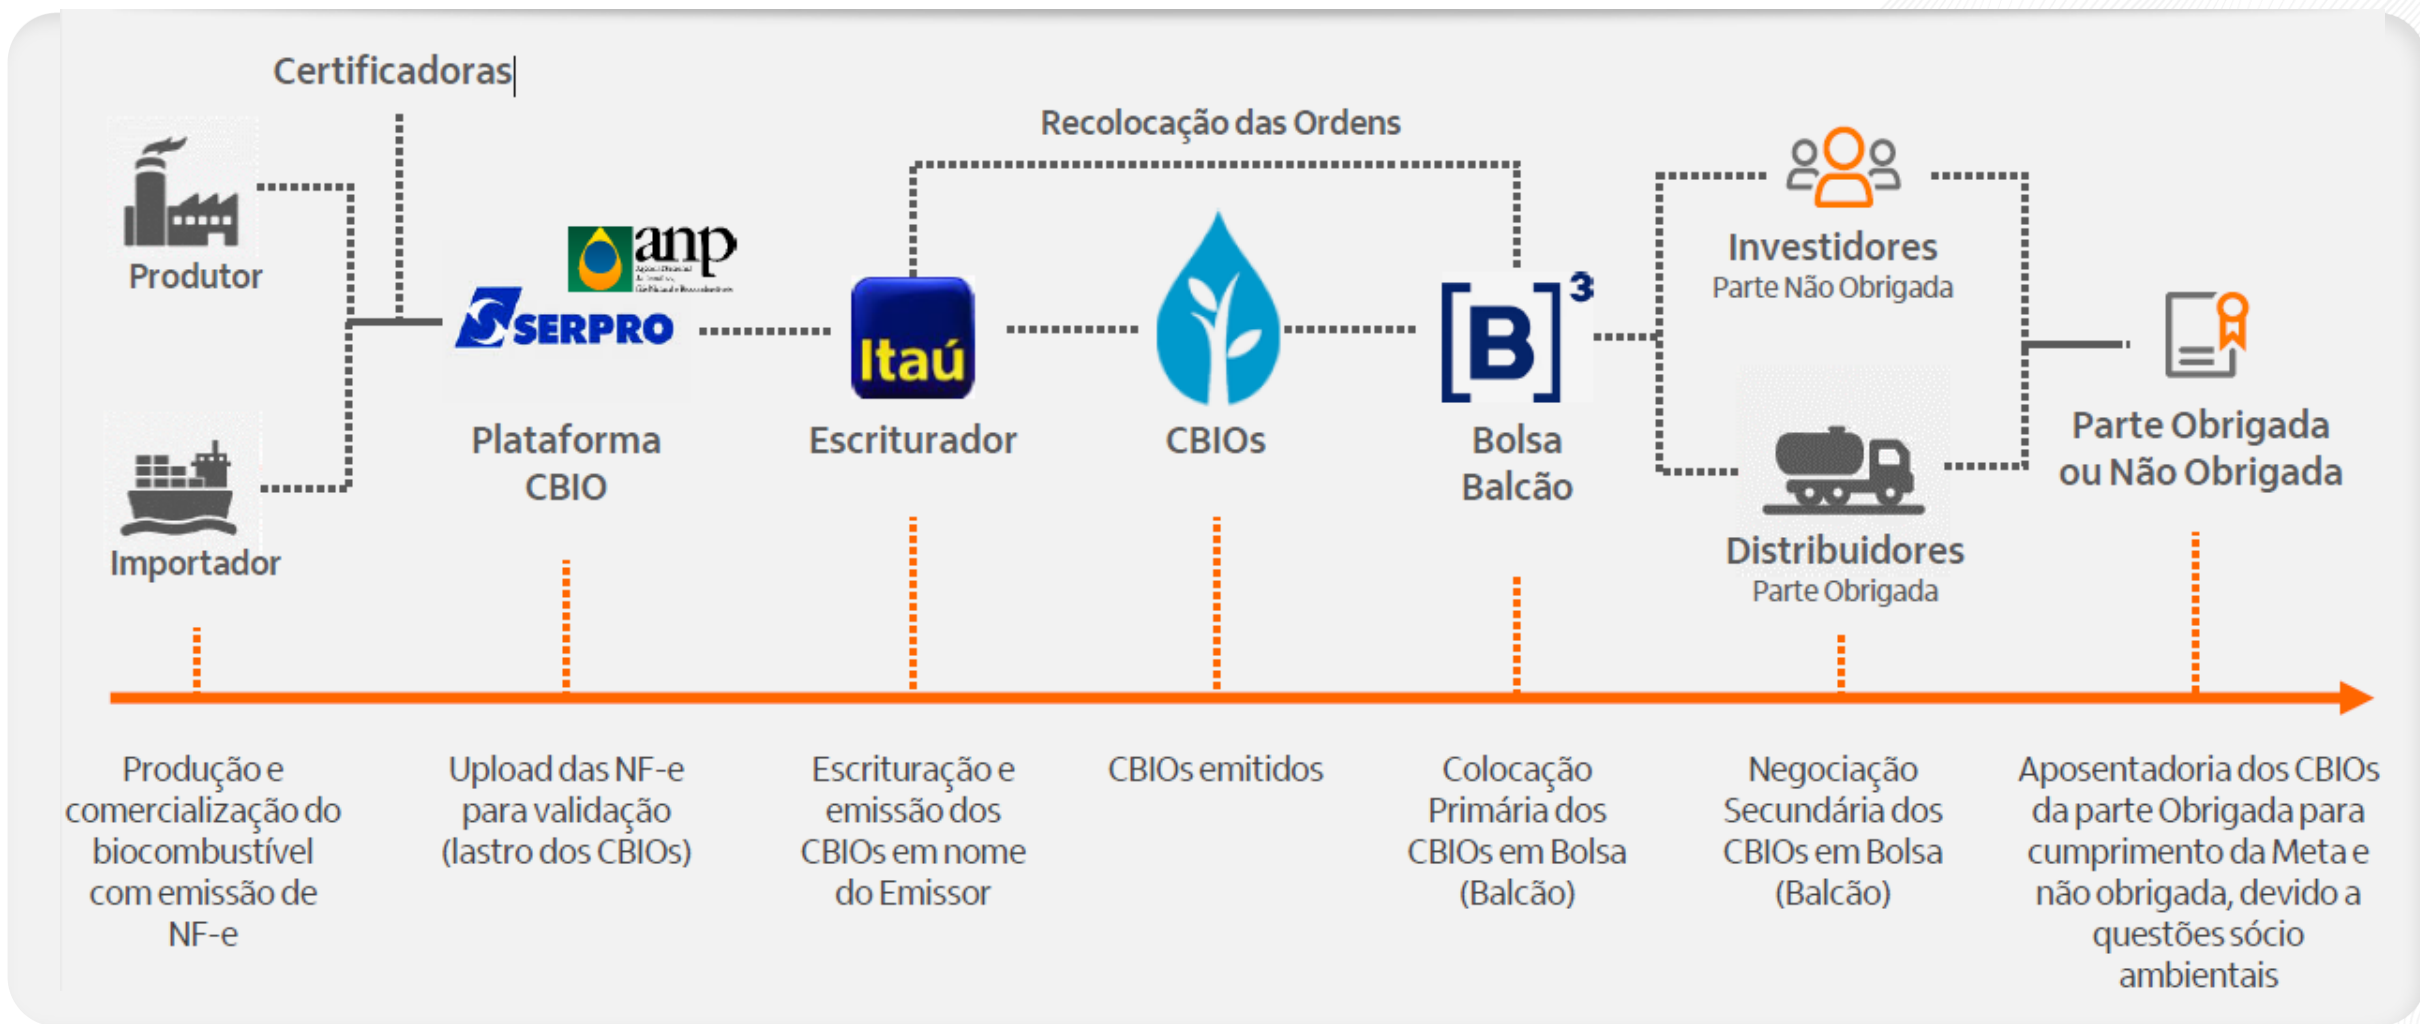 Certificadoras
Recolocação das Ordens
Produtor
Importador
anp
SERPRO
Plataforma
CBIO
Itaú
Escriturador
CBIOs
[B]³
Bolsa
Balcão
Investidores
Parte Não Obrigada
Distribuidores
Parte Obrigada
Parte Obrigada
ou Não Obrigada
Produção e
comercialização do
biocombustível
com emissão de
NF-e
Upload das NF-e
para validação
(lastro dos CBIOs)
Escrituração e
emissão dos
CBIOs em nome
do Emissor
CBIOs emitidos
Colocação
Primária dos
CBIOs em Bolsa
(Balcão)
Negociação
Secundária dos
CBIOs em Bolsa
(Balcão)
Aposentadoria dos CBIOs
da parte Obrigada para
cumprimento da Meta e
não obrigada, devido a
questões sócio
ambientais